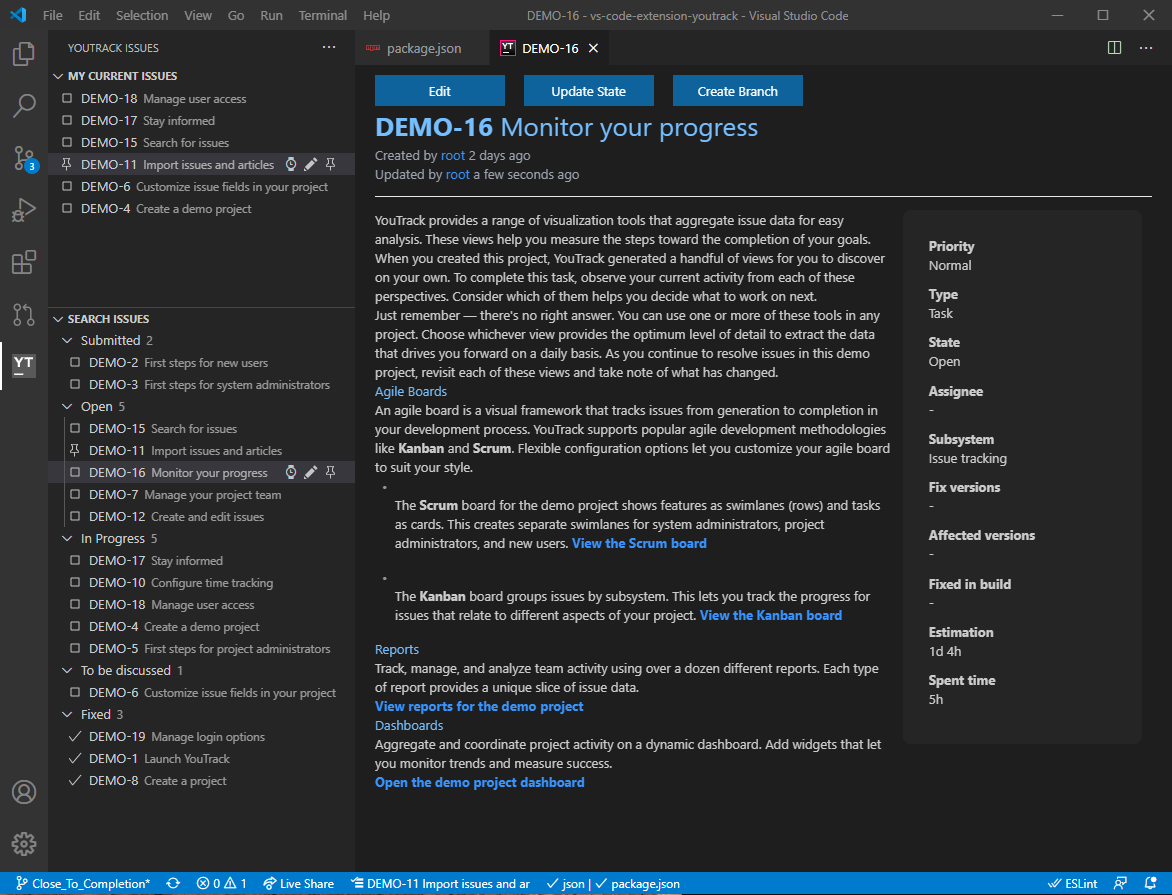 File Edit Selection View Go Run Terminal Help
DEMO-16 - vs-code-extension-youtrack - Visual Studio Code
YOUTRACK ISSUES
MY CURRENT ISSUES
DEMO-18 Manage user access
DEMO-17 Stay informed
DEMO-15 Search for issues
DEMO-11 Import issues and articles
DEMO-6 Customize issue fields in your project
DEMO-4 Create a demo project
3
YT
SEARCH ISSUES
Submitted 2
DEMO-2 First steps for new users
DEMO-3 First steps for system administrators
Open 5
DEMO-15 Search for issues
DEMO-11 Import issues and articles
DEMO-16 Monitor your progress
DEMO-7 Manage your project team
DEMO-12 Create and edit issues
In Progress 5
DEMO-17 Stay informed
DEMO-10 Configure time tracking
DEMO-18 Manage user access
DEMO-4 Create a demo project
DEMO-5 First steps for project administrators
To be discussed 1
DEMO-6 Customize issue fields in your project
Fixed 3
DEMO-19 Manage login options
DEMO-1 Launch YouTrack
DEMO-8 Create a project
package.json
YT DEMO-16
Edit
Update State
Create Branch
DEMO-16 Monitor your progress
Created by root 2 days ago
Updated by root a few seconds ago
YouTrack provides a range of visualization tools that aggregate issue data for easy
analysis. These views help you measure the steps toward the completion of your goals.
When you created this project, YouTrack generated a handful of views for you to discover
on your own. To complete this task, observe your current activity from each of these
perspectives. Consider which of them helps you decide what to work on next.
Just remember — there's no right answer. You can use one or more of these tools in any
project. Choose whichever view provides the optimum level of detail to extract the data
that drives you forward on a daily basis. As you continue to resolve issues in this demo
project, revisit each of these views and take note of what has changed.
Agile Boards
An agile board is a visual framework that tracks issues from generation to completion in
your development process. YouTrack supports popular agile development methodologies
like Kanban and Scrum. Flexible configuration options let you customize your agile board
to suit your style.
• The Scrum board for the demo project shows features as swimlanes (rows) and tasks
as cards. This creates separate swimlanes for system administrators, project
administrators, and new users. View the Scrum board
• The Kanban board groups issues by subsystem. This lets you track the progress for
issues that relate to different aspects of your project. View the Kanban board
Reports
Track, manage, and analyze team activity using over a dozen different reports. Each type
of report provides a unique slice of issue data.
View reports for the demo project
Dashboards
Aggregate and coordinate project activity on a dynamic dashboard. Add widgets that let
you monitor trends and measure success.
Open the demo project dashboard
Priority
Normal
Type
Task
State
Open
Assignee
-
Subsystem
Issue tracking
Fix versions
-
Affected versions
-
Fixed in build
-
Estimation
1d 4h
Spent time
5h
Close_To_Completion* 0 1 Live Share DEMO-11 Import issues and ar json | package.json ESLint